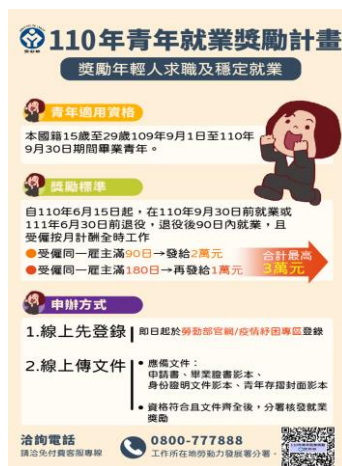 110年青年就業獎勵計畫
獎勵年輕人求職及穩定就業
青年適用資格
本國籍15歲至29歲109年9月1日至110年
9月30日期間畢業青年。
獎勵標準
自110年6月15日起，在110年9月30日前就業或
111年6月30日前退役，退役後90日內就業，且
受僱按月計酬全時工作
●受僱同一雇主滿90日→發給2萬元
●受僱同一雇主滿180日→再發給1萬元
合計最高
3萬元
申辦方式
1.線上先登錄
即日起於勞動部官網/疫情紓困專區登錄
2.線上傳文件
● 應備文件：
申請書、畢業證書影本、
身份證明文件影本、青年存摺封面影本
● 資格符合且文件齊全後，分署核發就業
獎勵
洽詢電話
請洽免付費客服專線
0800-777888
工作所在地勞動力發展署分署。